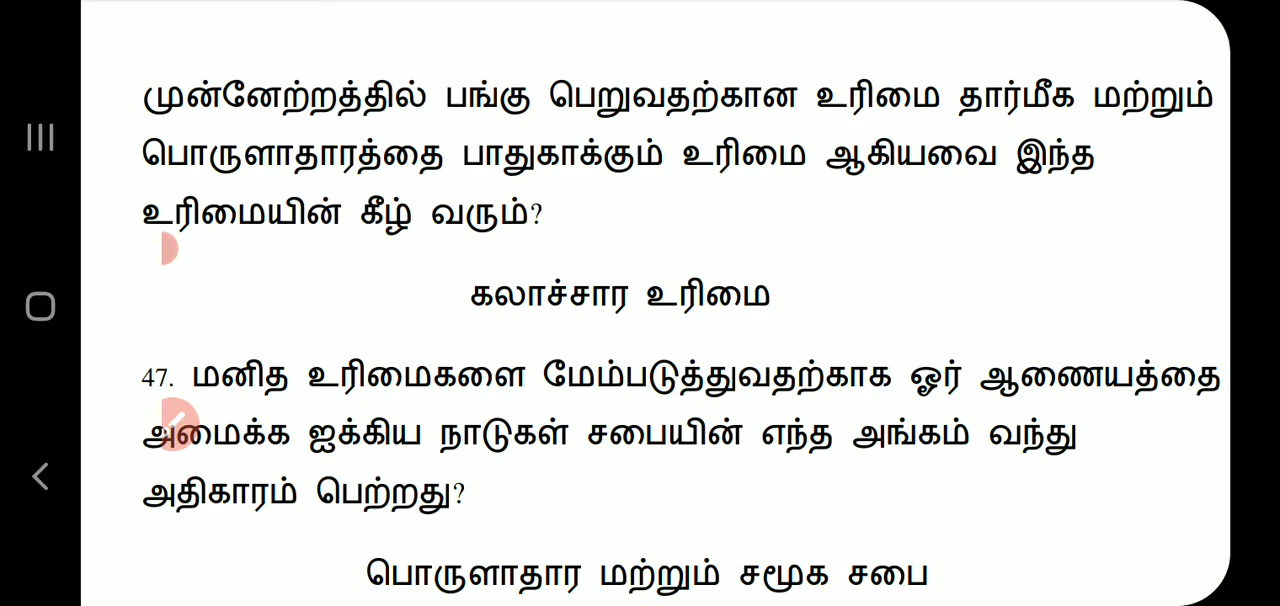 முன்னேற்றத்தில் பங்கு பெறுவதற்கான உரிமை தார்மீக மற்றும்
பொருளாதாரத்தை பாதுகாக்கும் உரிமை ஆகியவை இந்த
உரிமையின் கீழ் வரும்?
கலாச்சார உரிமை
47. மனித உரிமைகளை மேம்படுத்துவதற்காக ஓர் ஆணையத்தை
அமைக்க ஐக்கிய நாடுகள் சபையின் எந்த அங்கம் வந்து
அதிகாரம் பெற்றது?
பொருளாதார மற்றும் சமூக சபை